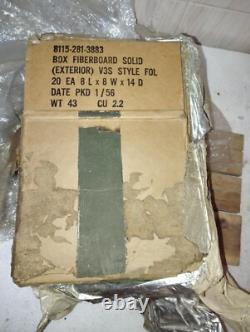 8115-281-3883
BOX FIBERBOARD SOLID
(EXTERIOR) V3S STYLE FOL
20 EA 8 L x 8 W x 14 D
DATE PKD 1/56
WT 43 CU 2.2
ebay